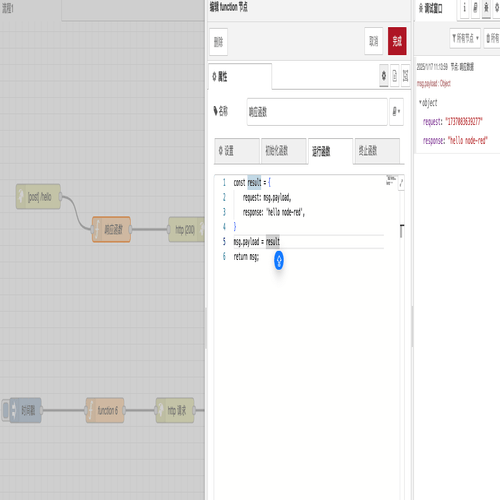 流程1
编辑 function 节点
删除
取消
完成
属性
名称
响应函数
设置
初始化函数
运行函数
终止函数
1 const result = {
2 request: msg.payload,
3 response: 'hello node-red',
4 }
5 msg.payload = result
6 return msg;
[post] /hello
响应函数
http (200)
时间戳
function 6
http 请求
调试窗口
所有节点
所有
2025/1/17 11:10:39 节点: 响应数据
msg.payload : Object
object
request: "1737083639277"
response: "hello node-red"